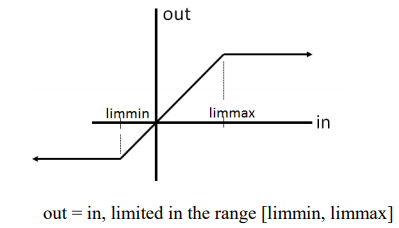 out
limmin
limmax
in
out = in, limited in the range [limmin, limmax]